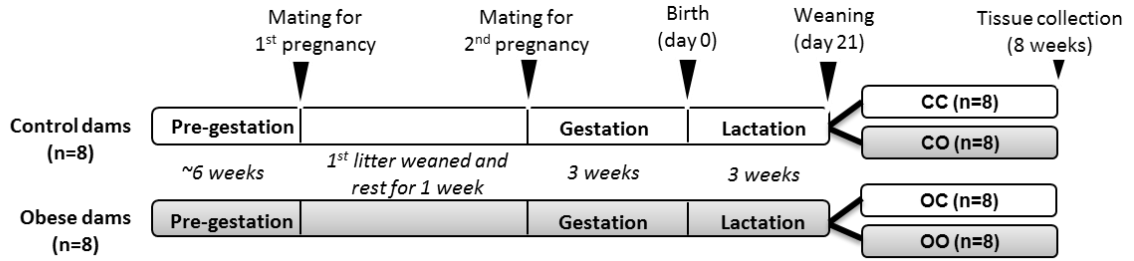 Mating for
1st pregnancy
Mating for
2nd pregnancy
Birth
(day 0)
Weaning
(day 21)
Tissue collection
(8 weeks)
Control dams
(n=8)
Pre-gestation
Gestation
Lactation
CC (n=8)
CO (n=8)
~6 weeks
1st litter weaned and
rest for 1 week
3 weeks
3 weeks
Obese dams
(n=8)
Pre-gestation
Gestation
Lactation
OC (n=8)
OO (n=8)